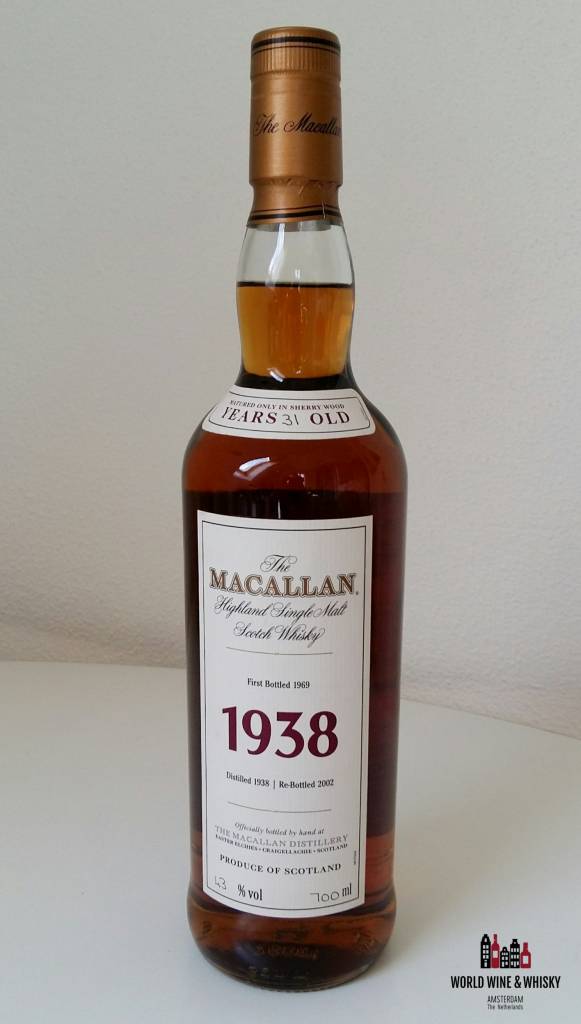 The Macallan
MATURED ONLY IN SHERRY WOOD
YEARS 31 OLD
The
MACALLAN®
Highland Single Malt
Scotch Whisky
First Bottled 1969
1938
Distilled 1938 | Re-Bottled 2002
Officially bottled by hand at
THE MACALLAN DISTILLERY
EASTER ELCHIES • CRAIGELLACHIE • SCOTLAND
PRODUCE OF SCOTLAND
43 % vol 700 ml
WORLD WINE & WHISKY
AMSTERDAM
The Netherlands